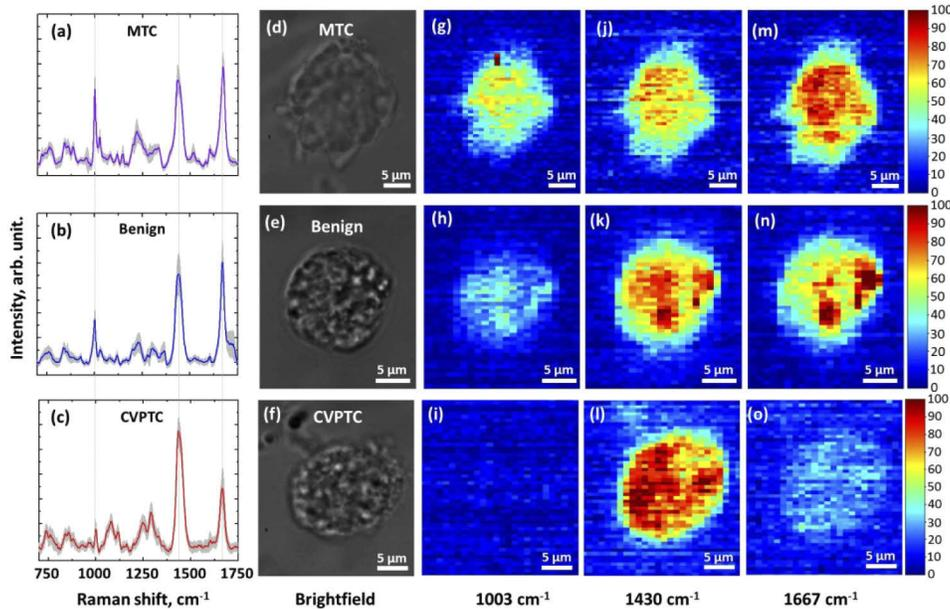 (a)
MTC
(b)
Benign
(c)
CVPTC
Intensity, arb. unit.
750 1000 1250 1500 1750
Raman shift, cm-1
(d) MTC
5 μm
(e) Benign
5 μm
(f) CVPTC
5 μm
Brightfield
(g)
5 μm
(h)
5 μm
(i)
5 μm
1003 cm-1
(j)
5 μm
(k)
5 μm
(l)
5 μm
1430 cm-1
(m)
5 μm
(n)
5 μm
(o)
5 μm
1667 cm-1
100
90
80
70
60
50
40
30
20
10
0
100
90
80
70
60
50
40
30
20
10
0
100
90
80
70
60
50
40
30
20
10
0